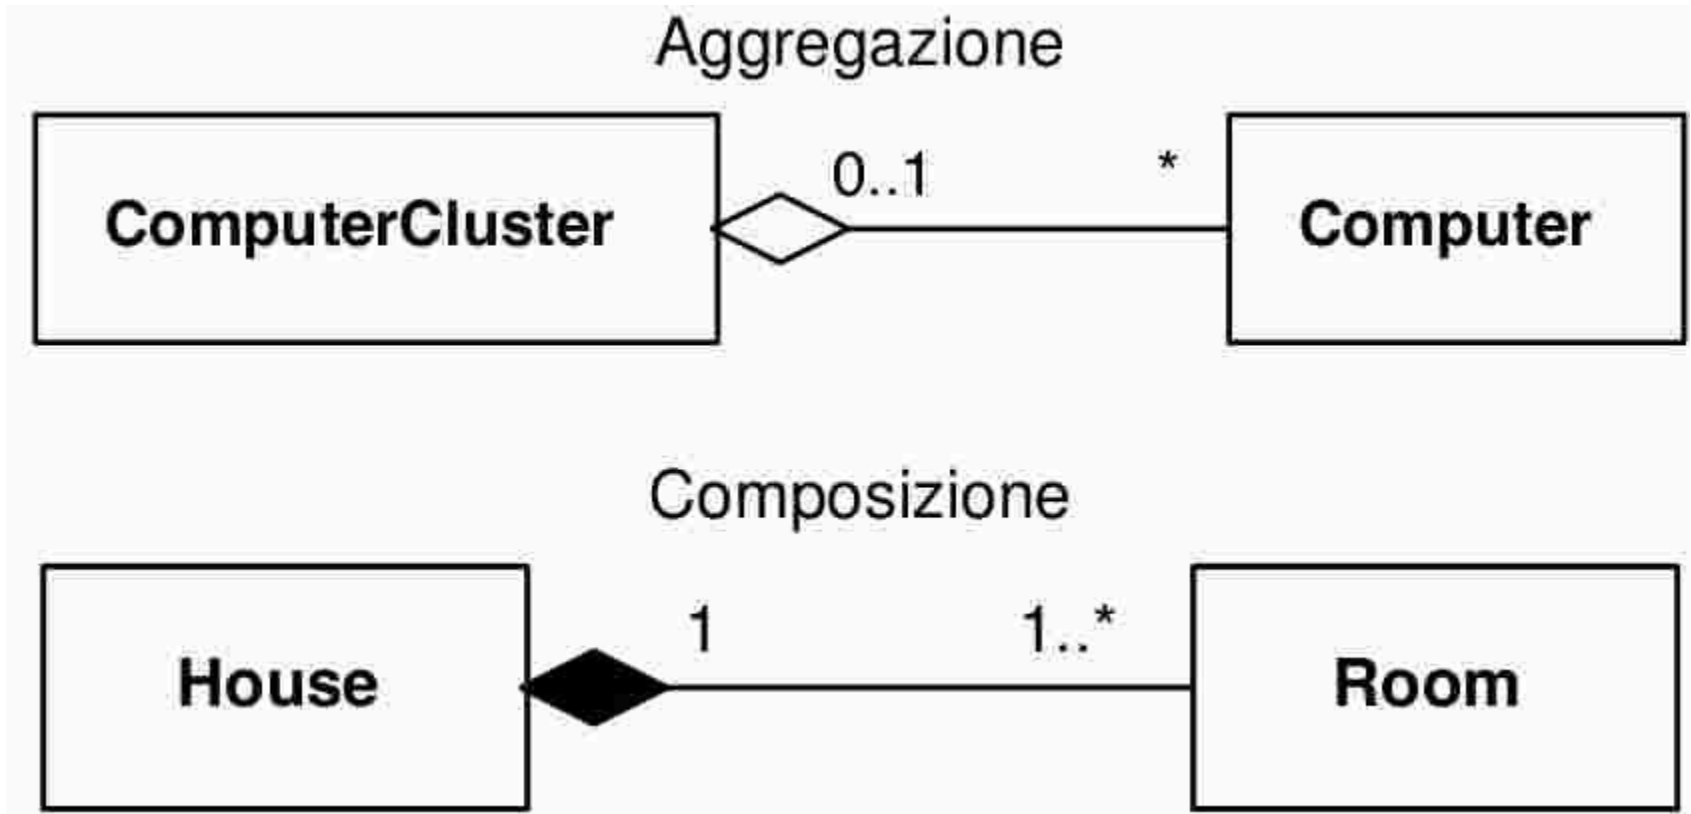 Aggregazione
ComputerCluster
0..1
*
Computer
Composizione
House
1
1..*
Room